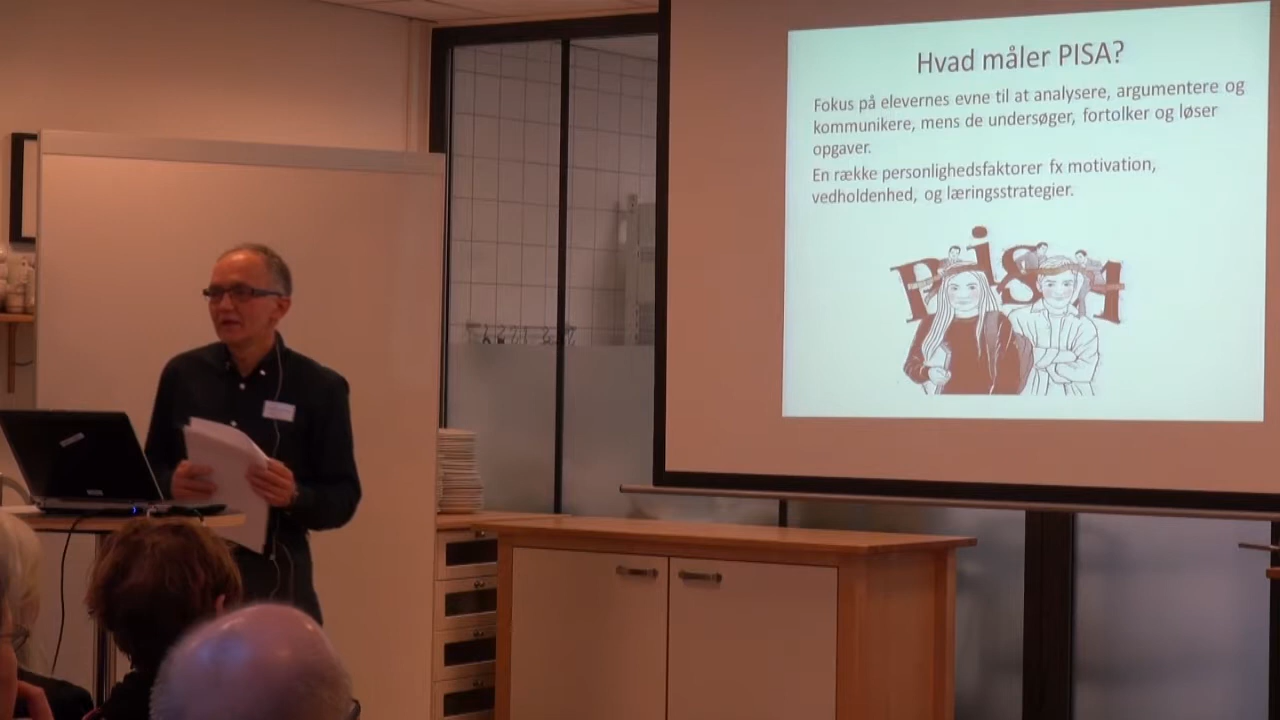 Hvad måler PISA?
Fokus på elevernes evne til at analysere, argumentere og
kommunikere, mens de undersøger, fortolker og løser
opgaver.
En række personlighedsfaktorer fx motivation,
vedholdenhed, og læringsstrategier.
pisa